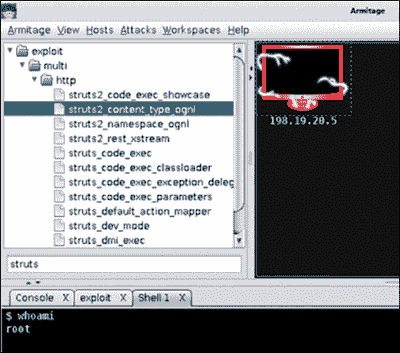 Armitage
Armitage View Hosts Attacks Workspaces Help
exploit
multi
http
struts2_code_exec_showcase
struts2_content_type_ognl
struts2_namespace_ognl
struts2_rest_xstream
struts_code_exec
struts_code_exec_classloader
struts_code_exec_exception_deleg
struts_code_exec_parameters
struts_default_action_mapper
struts_dev_mode
struts_dmi_exec
198.19.20.5
struts
Console X exploit X Shell 1 X
$ whoami
root